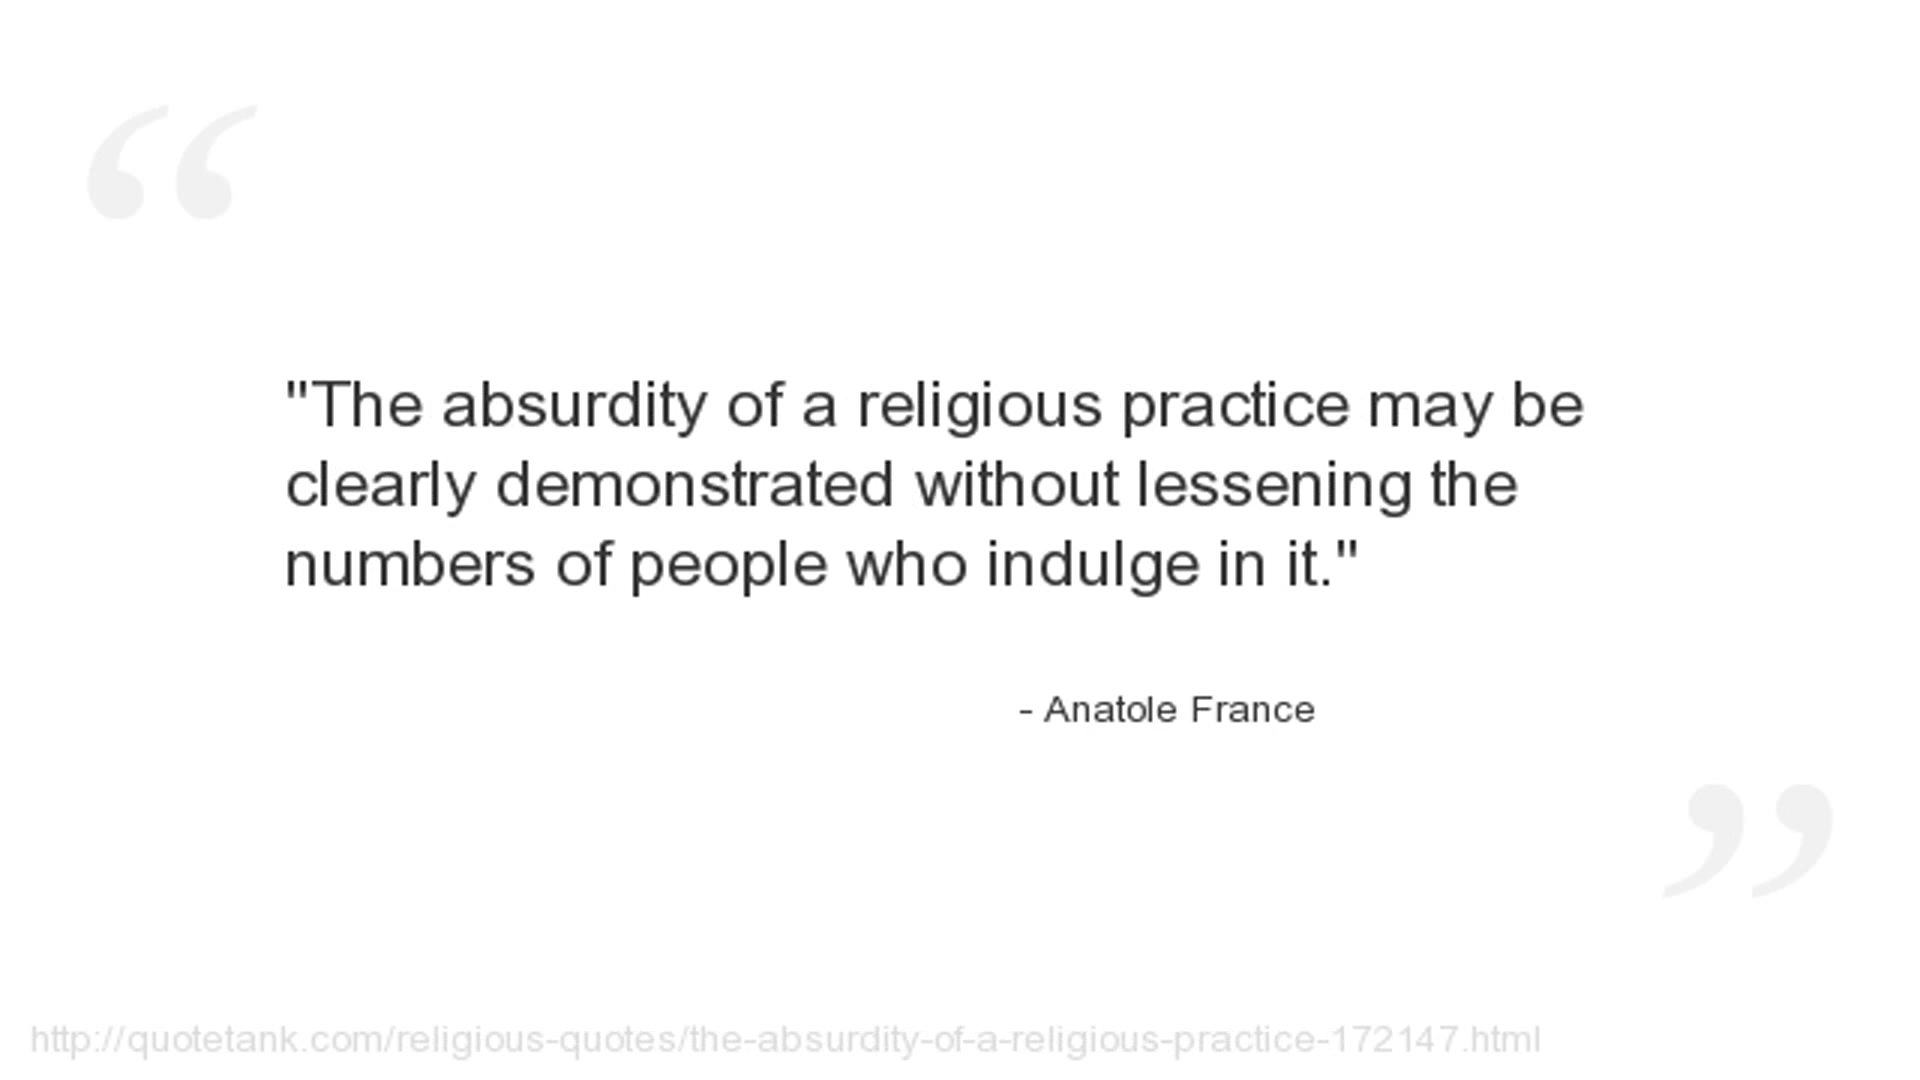 "The absurdity of a religious practice may be
clearly demonstrated without lessening the
numbers of people who indulge in it."
- Anatole France
http://quotetank.com/religious-quotes/the-absurdity-of-a-religious-practice-172147.html